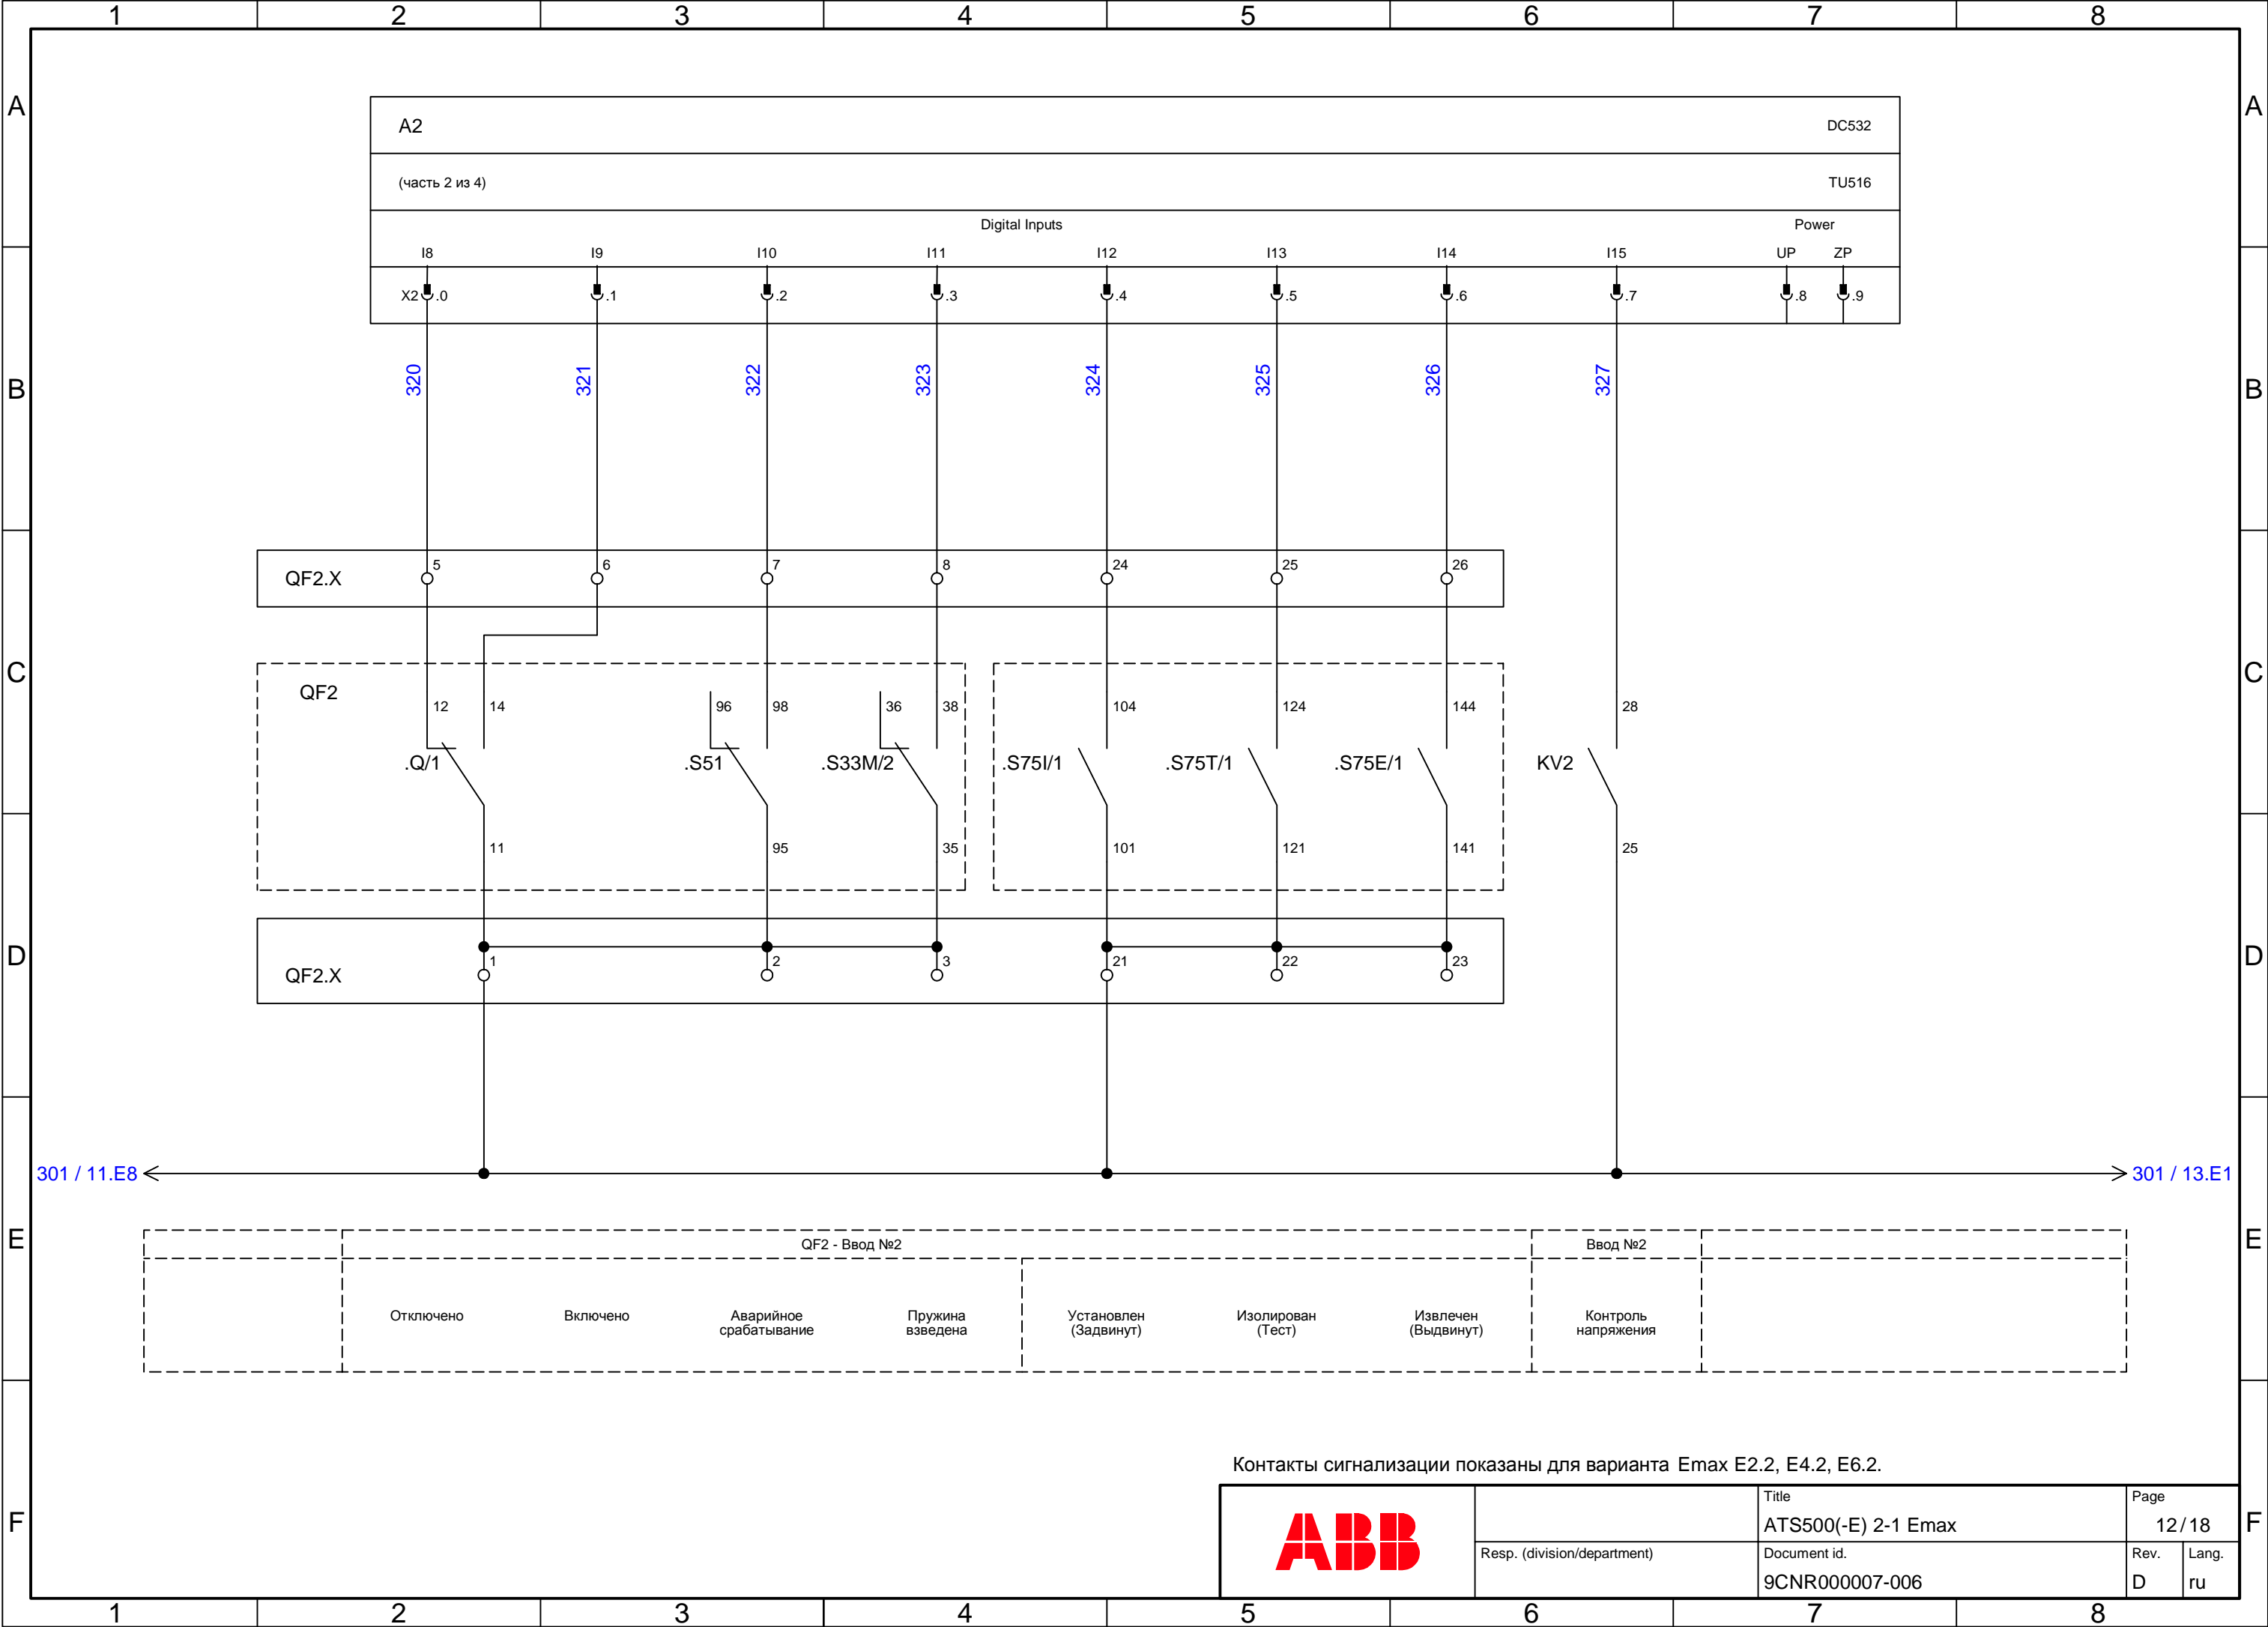 1 2 3 4 5 6 7 8
A A
A2 DC532
(часть 2 из 4) TU516
Digital Inputs Power
I8 I9 I10 I11 I12 I13 I14 I15 UP ZP
X2 .0 .1 .2 .3 .4 .5 .6 .7 .8 .9
B B
320 321 322 323 324 325 326 327
QF2.X 5 6 7 8 24 25 26
C C
QF2
12 14 96 98 36 38 104 124 144 28
.Q/1 .S51 .S33M/2 .S75I/1 .S75T/1 .S75E/1 KV2
11 95 35 101 121 141 25
D D
QF2.X 1 2 3 21 22 23
301 / 11.E8 301 / 13.E1
E E
QF2 - Ввод №2 Ввод №2
Отключено
Включено
Аварийное
срабатывание
Пружина
взведена
Установлен
(Задвинут)
Изолирован
(Тест)
Извлечен
(Выдвинут)
Контроль
напряжения
Контакты сигнализации показаны для варианта Emax E2.2, E4.2, E6.2.
F F
ABB
Title
ATS500(-E) 2-1 Emax
Page
12/18
Resp. (division/department)
Document id.
9CNR000007-006
Rev.
D
Lang.
ru
1 2 3 4 5 6 7 8